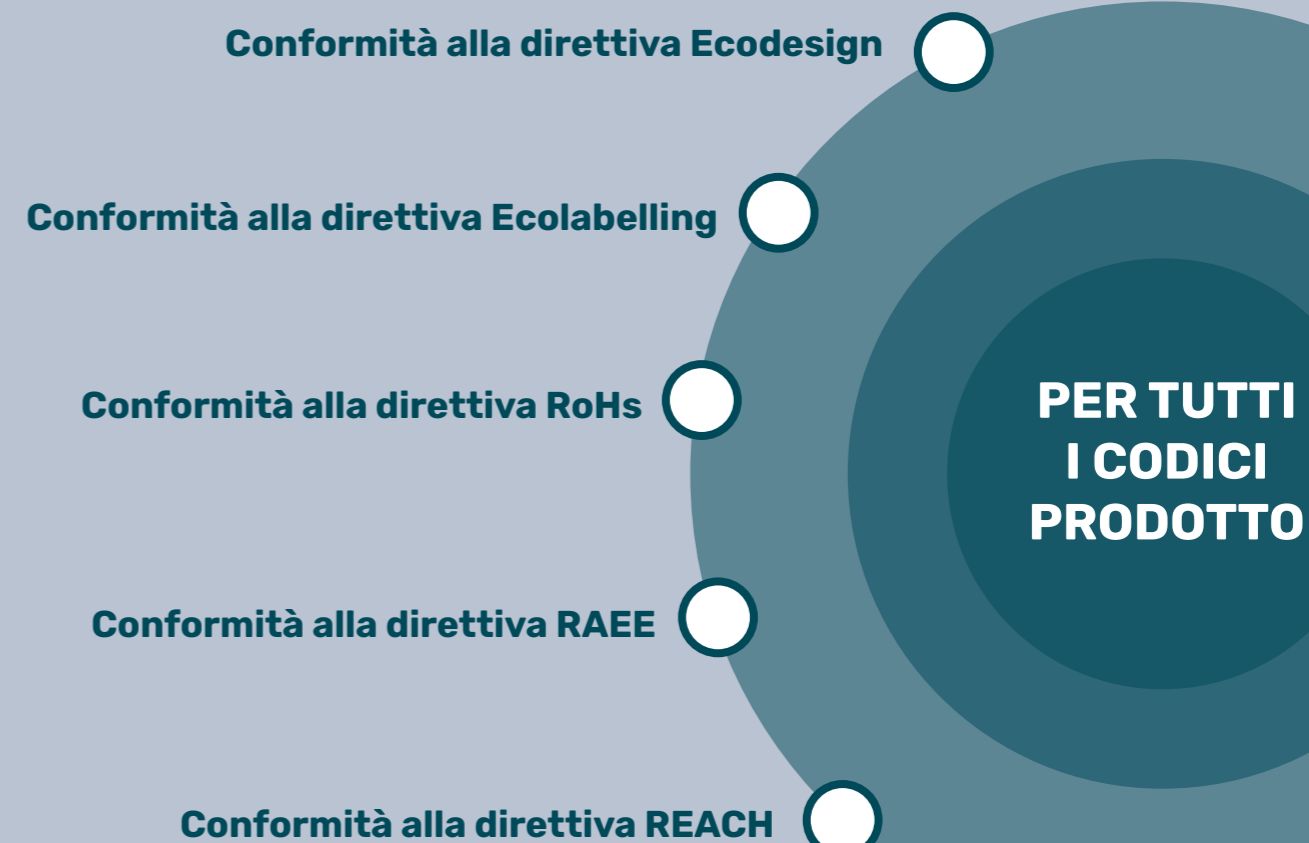 Conformità alla direttiva Ecodesign
Conformità alla direttiva Ecolabelling
Conformità alla direttiva RoHs
PER TUTTI
I CODICI
PRODOTTO
Conformità alla direttiva RAEE
Conformità alla direttiva REACH